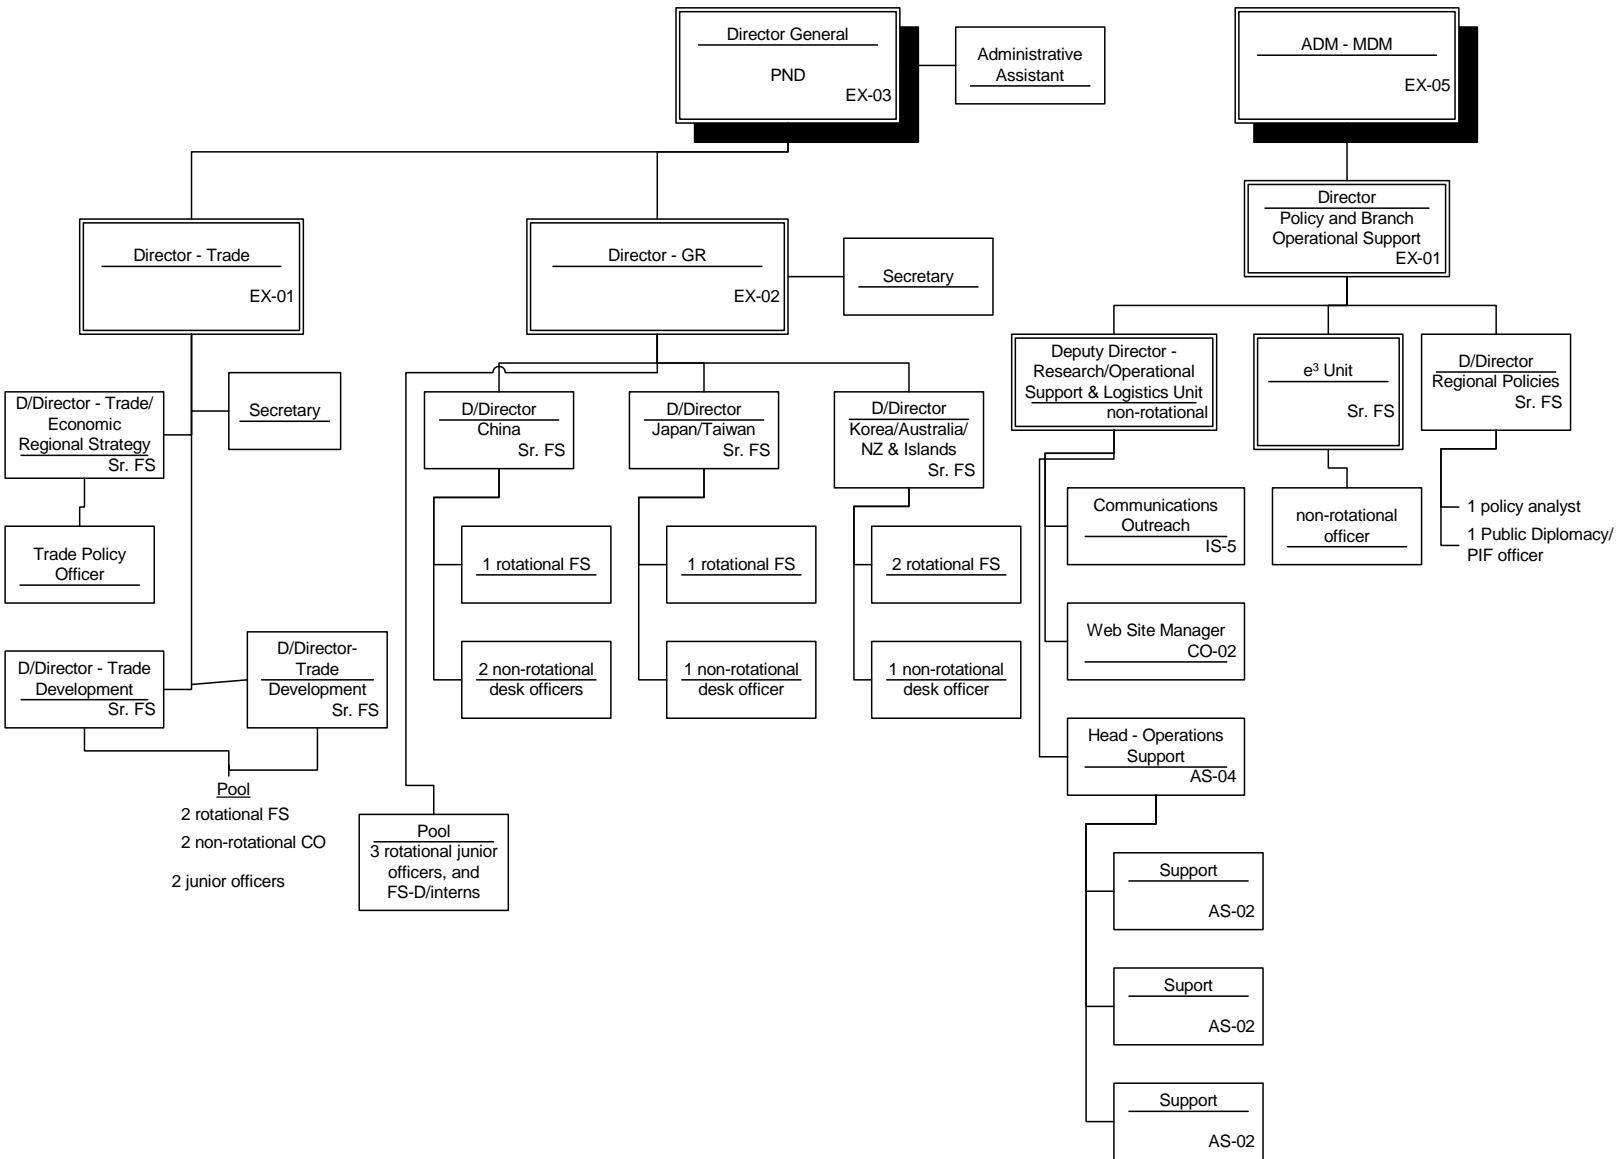 Director General
PND
EX-03
Administrative
Assistant
ADM - MDM
EX-05
Director
Policy and Branch
Operational Support
EX-01
Director - Trade
EX-01
Director - GR
EX-02
Secretary
Deputy Director -
Research/Operational
Support & Logistics Unit
non-rotational
e³ Unit
Sr. FS
D/Director
Regional Policies
Sr. FS
D/Director - Trade/
Economic
Regional Strategy
Sr. FS
Secretary
D/Director
China
Sr. FS
D/Director
Japan/Taiwan
Sr. FS
D/Director
Korea/Australia/
NZ & Islands
Sr. FS
Communications
Outreach
IS-5
non-rotational
officer
1 policy analyst
1 Public Diplomacy/
PIF officer
Trade Policy
Officer
1 rotational FS
1 rotational FS
2 rotational FS
Web Site Manager
CO-02
D/Director - Trade
Development
Sr. FS
D/Director-
Trade
Development
Sr. FS
2 non-rotational
desk officers
1 non-rotational
desk officer
1 non-rotational
desk officer
Head - Operations
Support
AS-04
Pool
2 rotational FS
2 non-rotational CO
2 junior officers
Pool
3 rotational junior
officers, and
FS-D/interns
Support
AS-02
Suport
AS-02
Support
AS-02